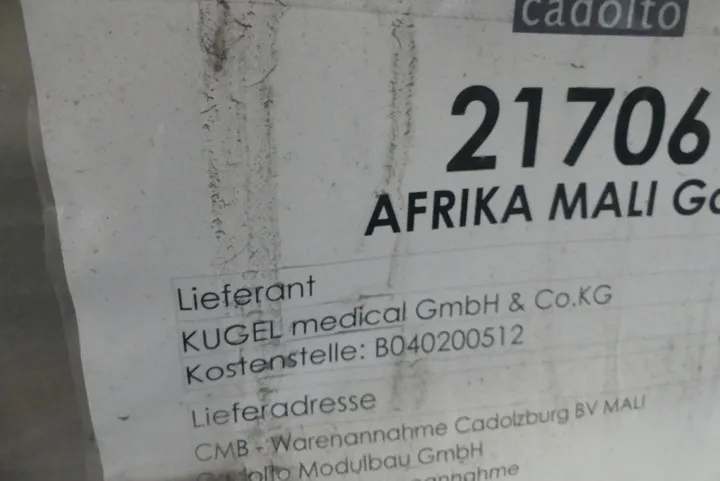 cadolto
21706
AFRIKA MALI
Lieferant
KUGEL medical GmbH & Co.KG
Kostenstelle: B040200512
Lieferadresse
CMB - Warenannahme Cadolzburg BV MALI
Modulbau GmbH